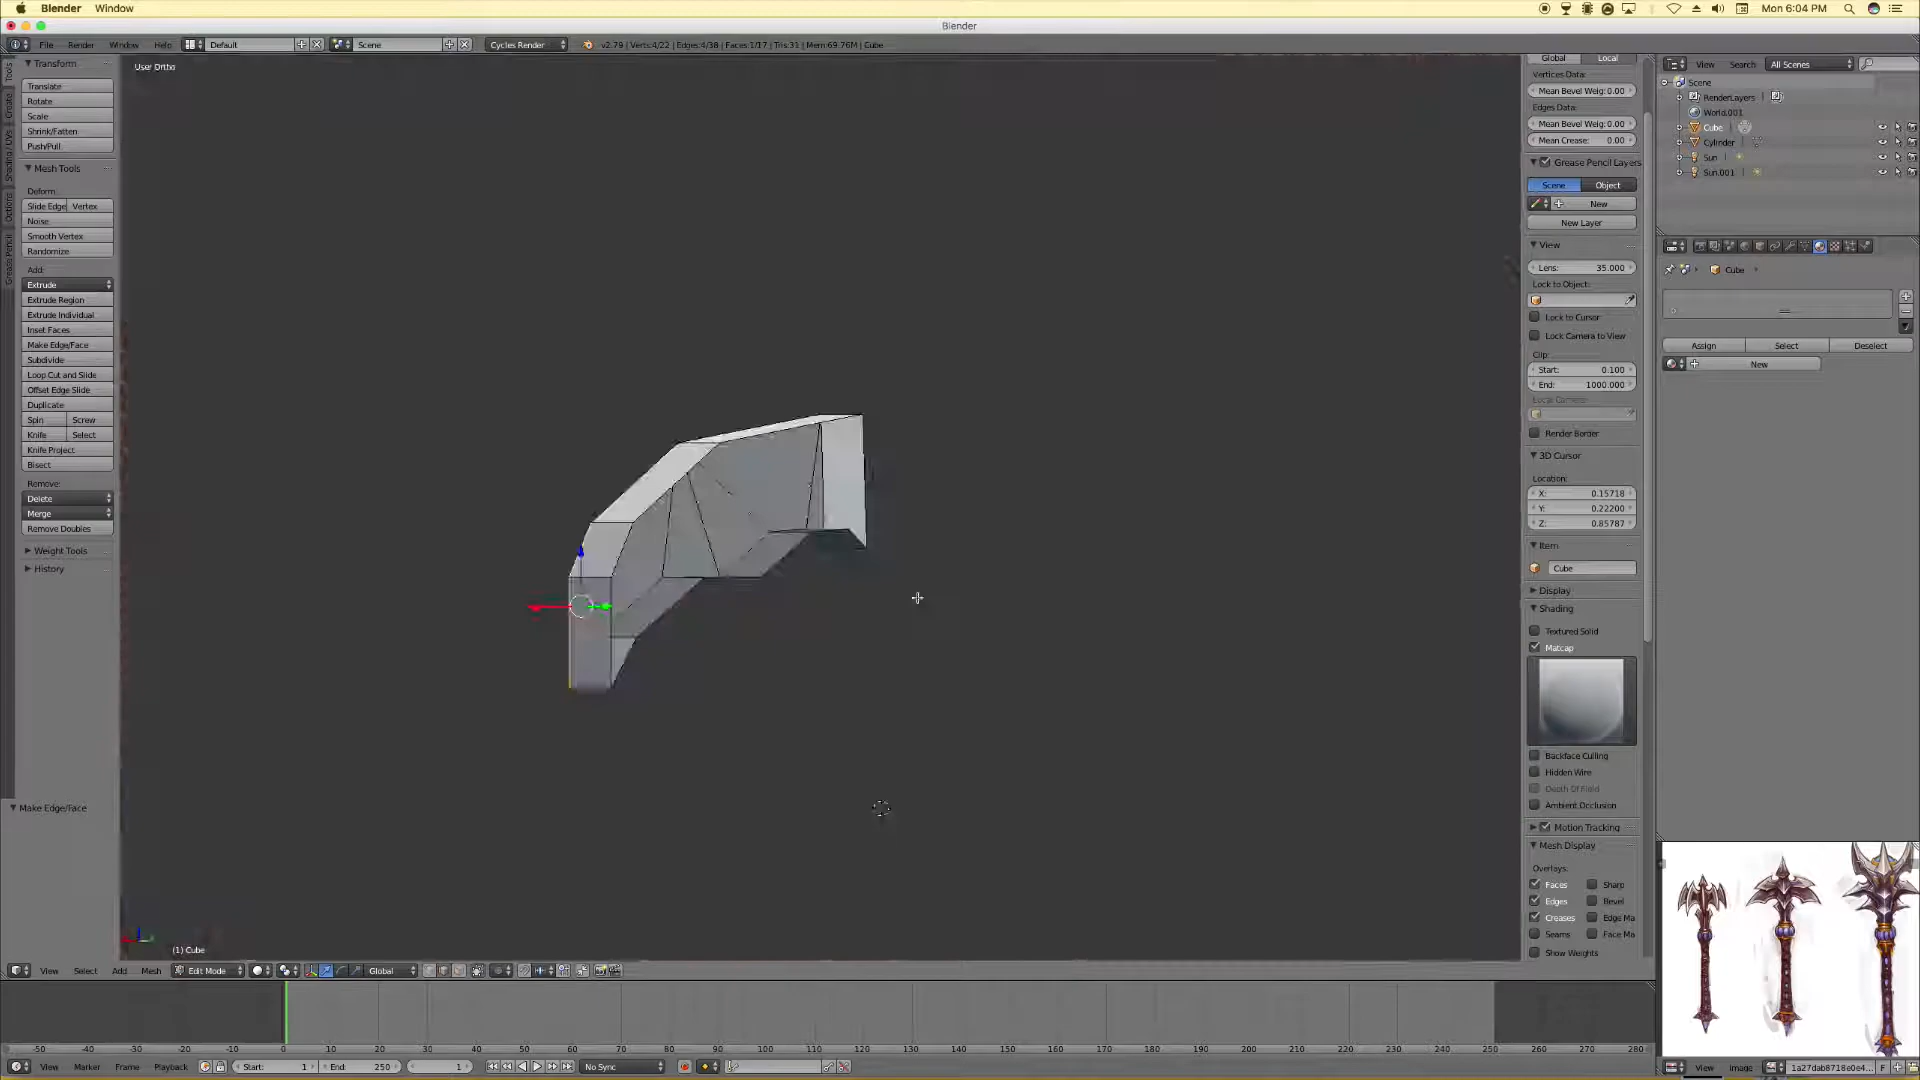 Blender Window Mon 6:04 PM
Blender
File Render Window Help Default Scene Cycles Render v2.79 | Verts:4/22 | Edges:4/38 | Faces:1/17 | Tris:31 | Mem:69.76M | Cube
Tools
Create
Shading / UVs
Options
Grease Pencil
Transform
Translate
Rotate
Scale
Shrink/Fatten
Push/Pull
Mesh Tools
Deform:
Slide Edge Vertex
Noise
Smooth Vertex
Randomize
Add:
Extrude
Extrude Region
Extrude Individual
Inset Faces
Make Edge/Face
Subdivide
Loop Cut and Slide
Offset Edge Slide
Duplicate
Spin Screw
Knife Select
Knife Project
Bisect
Remove:
Delete
Merge
Remove Doubles
Weight Tools
History
Make Edge/Face
User Ortho
(1) Cube
Global Local
Vertices Data:
Mean Bevel Weig: 0.00
Edges Data:
Mean Bevel Weig: 0.00
Mean Crease: 0.00
Grease Pencil Layers
Scene Object
New
New Layer
View
Lens: 35.000
Lock to Object:
Lock to Cursor
Lock Camera to View
Clip:
Start: 0.100
End: 1000.000
Local Camera:
Render Border
3D Cursor
Location:
X: 0.15718
Y: 0.22200
Z: 0.85787
Item
Cube
Display
Shading
Textured Solid
Matcap
Backface Culling
Hidden Wire
Depth Of Field
Ambient Occlusion
Motion Tracking
Mesh Display
Overlays:
Faces Sharp
Edges Bevel
Creases Edge Ma
Seams Face Ma
Show Weights
View Search All Scenes
Scene
RenderLayers
World.001
Cube
Cylinder
Sun
Sun.001
Cube
Assign Select Deselect
New
View Select Add Mesh Edit Mode Global
-50 -40 -30 -20 -10 0 10 20 30 40 50 60 70 80 90 100 110 120 130 140 150 160 170 180 190 200 210 220 230 240 250 260 270 280
View Marker Frame Playback Start: 1 End: 250 1 No Sync
View Image 1a27dab8718e0e4... F